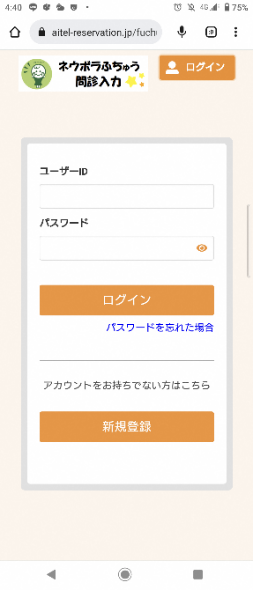 4:40
4G
75%
aitel-reservation.jp/fuch
ネウボラふちゅう
問診入力
ログイン
ユーザーID
パスワード
ログイン
パスワードを忘れた場合
アカウントをお持ちでない方はこちら
新規登録